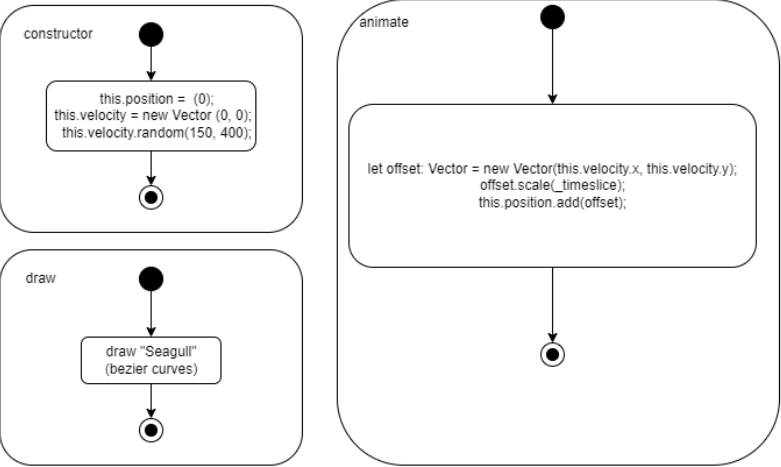 constructor
this.position =  (0);
this.velocity = new Vector (0, 0);
this.velocity.random(150, 400);
draw
draw "Seagull"
(bezier curves)
animate
let offset: Vector = new Vector(this.velocity.x, this.velocity.y);
offset.scale(_timeslice);
this.position.add(offset);